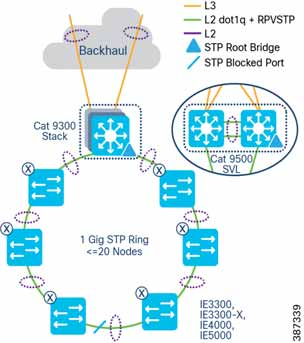 L3
L2 dot1q + RPVSTP
L2
STP Root Bridge
STP Blocked Port
Backhaul
Cat 9300
Stack
Cat 9500
SVL
X
X
X
X
X
X
1 Gig STP Ring
<=20 Nodes
IE3300,
IE3300-X,
IE4000,
IE5000
387339